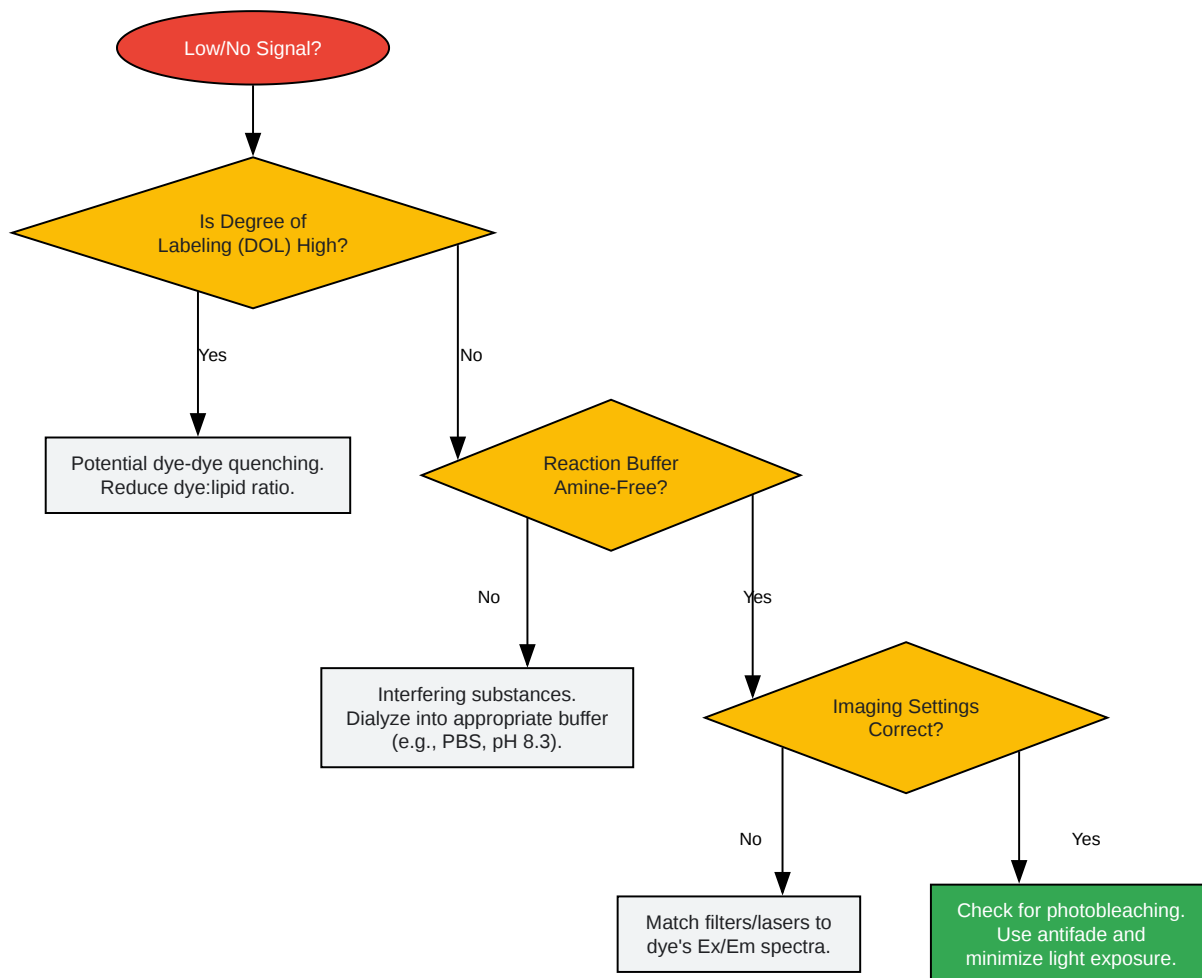 Low/No Signal?
Is Degree of
Labeling (DOL) High?
Yes
No
Potential dye-dye quenching.
Reduce dye:lipid ratio.
Reaction Buffer
Amine-Free?
No
Yes
Interfering substances.
Dialyze into appropriate buffer
(e.g., PBS, pH 8.3).
Imaging Settings
Correct?
No
Yes
Match filters/lasers to
dye's Ex/Em spectra.
Check for photobleaching.
Use antifade and
minimize light exposure.